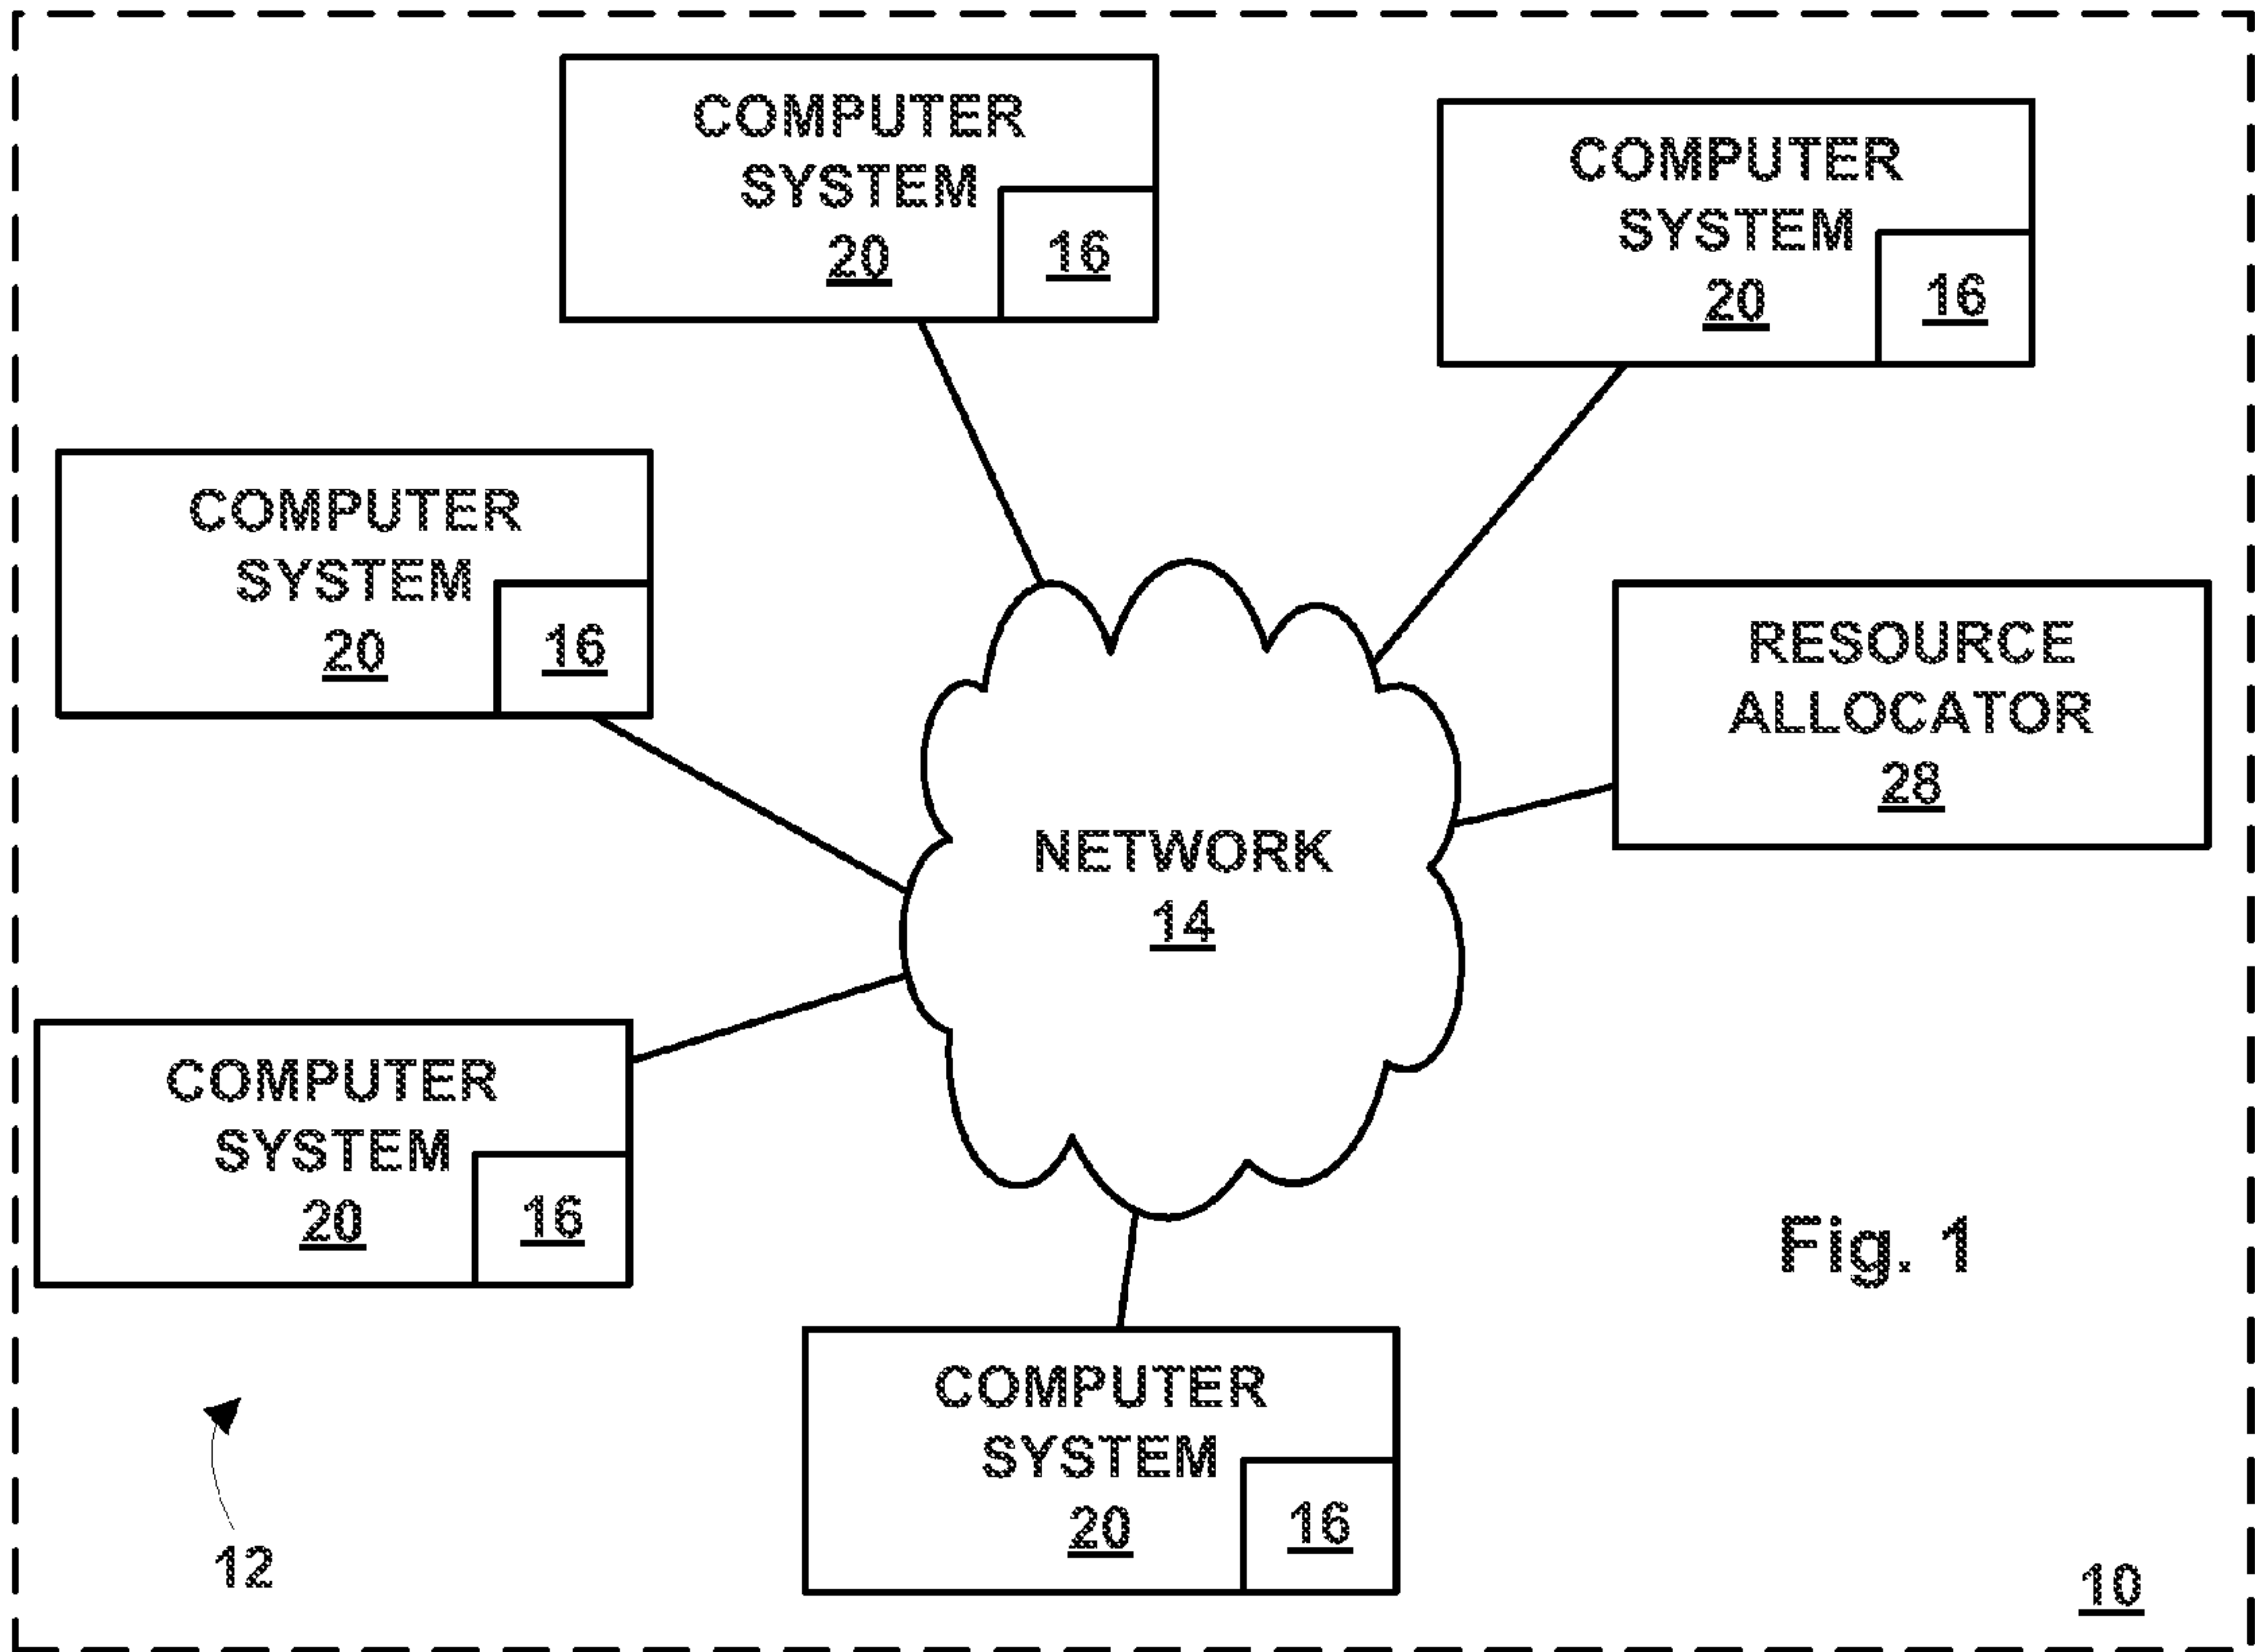 COMPUTER
SYSTEM
20
16
COMPUTER
SYSTEM
20
16
COMPUTER
SYSTEM
20
16
RESOURCE
ALLOCATOR
28
NETWORK
14
COMPUTER
SYSTEM
20
16
Fig. 1
COMPUTER
SYSTEM
20
16
12
10